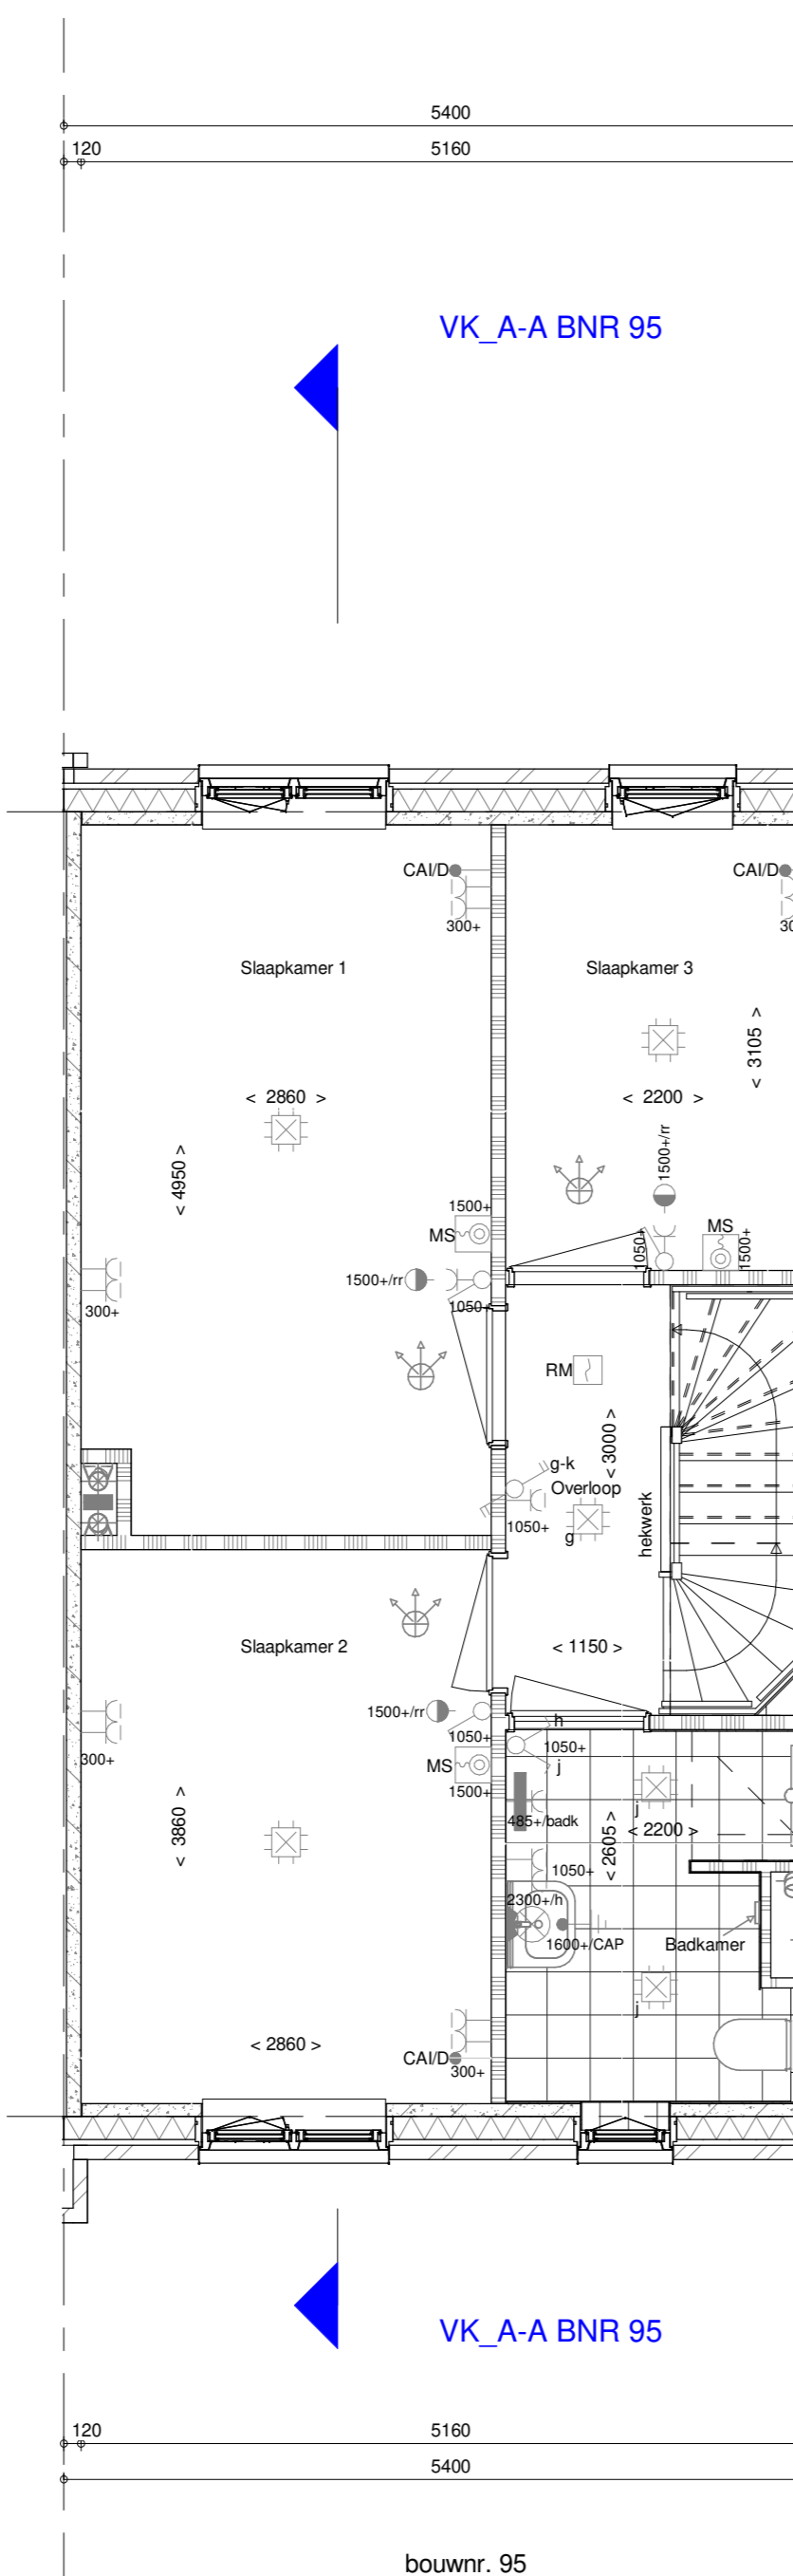 5400
120 5160
VK_A-A BNR 95
CAI/D CAI/D
300+
Slaapkamer 1 Slaapkamer 3
< 3105 >
< 2860 > < 2200 >
< 4950 >
1500+/rr
1500+
MS MS
1500+
1050+
1500+/rr
1050+
300+
RM
< 3000 >
g-k
Overloop
1050+
g
hekwerk
Slaapkamer 2 < 1150 >
1500+/rr
h
1050+ 1050+
300+
MS
j
1500+
j
485+/badk
< 2200 >
< 3860 >
< 2605 >
1050+
2300+/h
1600+/CAP Badkamer
j
< 2860 >
CAI/D
300+
VK_A-A BNR 95
120 5160
5400
bouwnr. 95